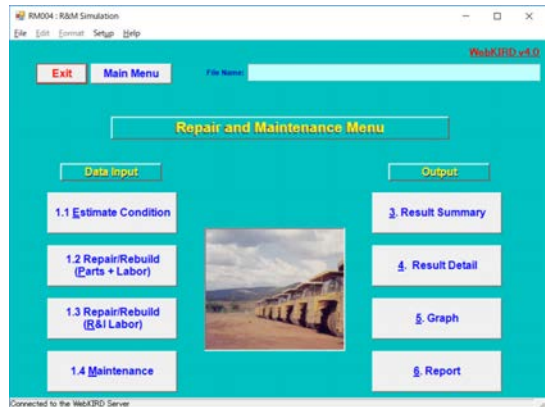 RM004 : R&M Simulation
File Edit Format Setup Help
WebKIRD v4.0
Exit Main Menu File Name:
Repair and Maintenance Menu
Data Input Output
1.1 Estimate Condition
3. Result Summary
1.2 Repair/Rebuild
(Parts + Labor)
4. Result Detail
1.3 Repair/Rebuild
(R&I Labor)
5. Graph
1.4 Maintenance
6. Report
Connected to the WebKIRD Server